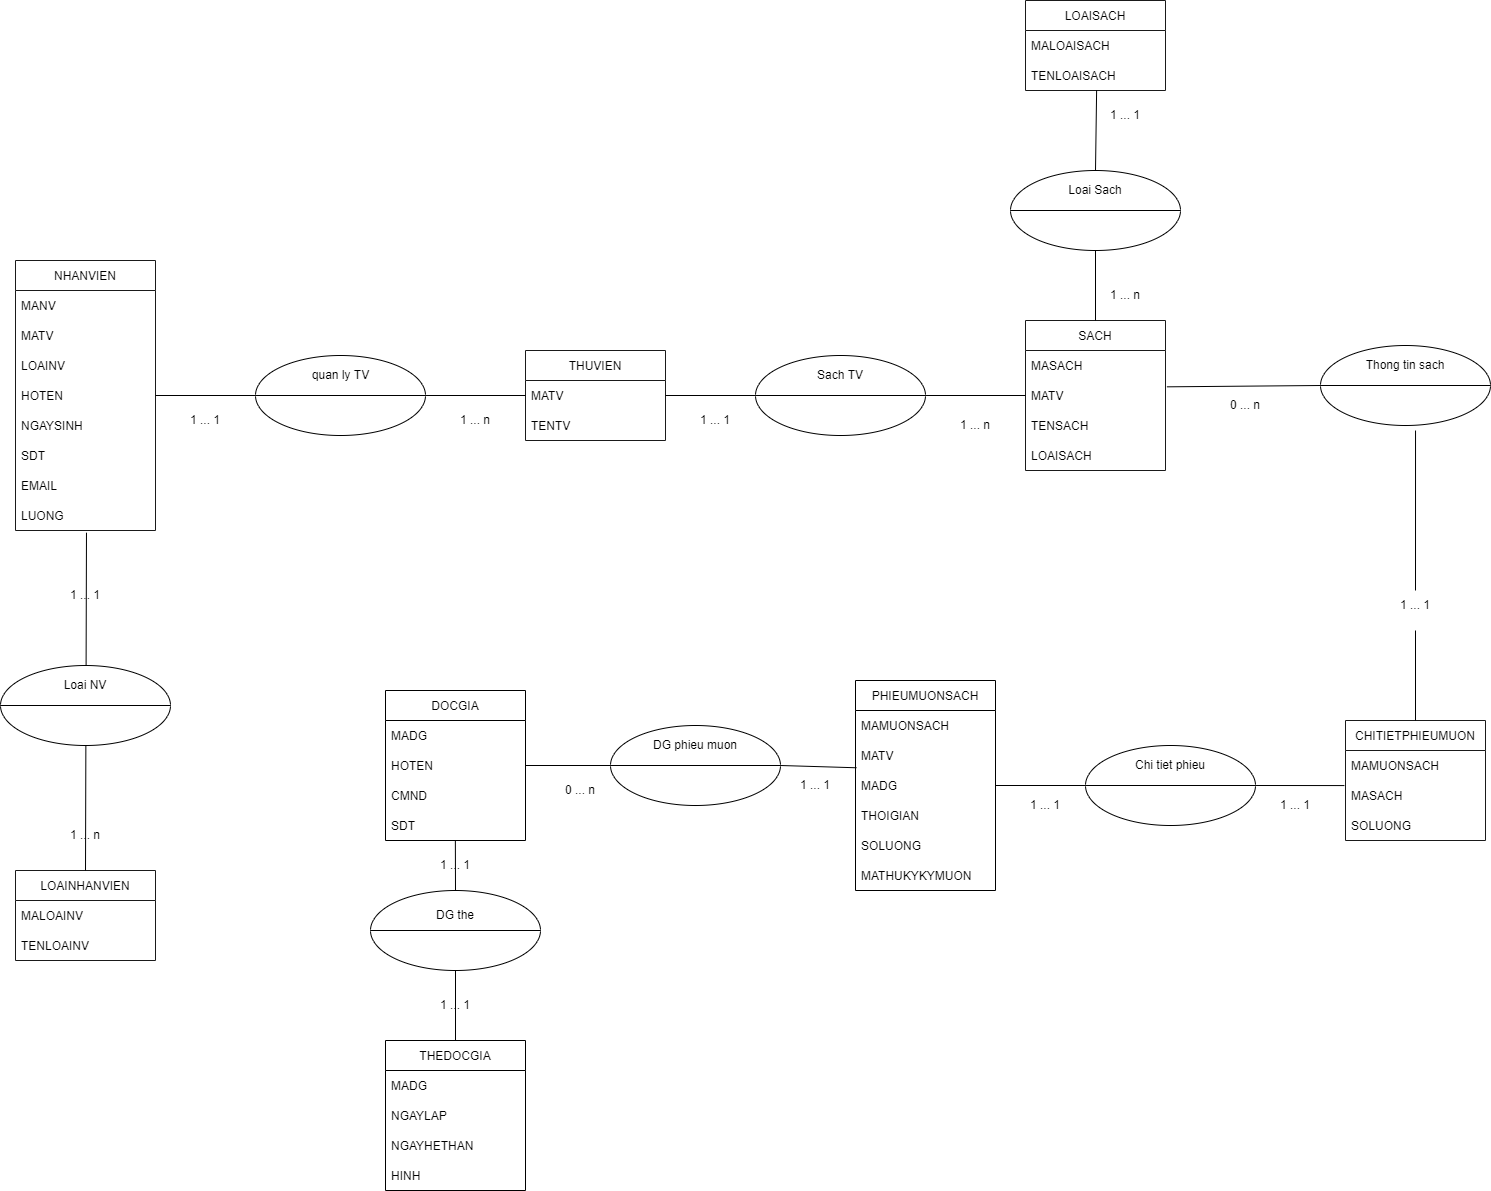 LOAISACH
MALOAISACH
TENLOAISACH
1 ... 1
Loai Sach
1 ... n
NHANVIEN
MANV
MATV
LOAINV
HOTEN
NGAYSINH
SDT
EMAIL
LUONG
1 ... 1
quan ly TV
1 ... n
THUVIEN
MATV
TENTV
1 ... 1
Sach TV
1 ... n
SACH
MASACH
MATV
TENSACH
LOAISACH
0 ... n
Thong tin sach
1 ... 1
1 ... 1
Loai NV
1 ... n
LOAINHANVIEN
MALOAINV
TENLOAINV
DOCGIA
MADG
HOTEN
CMND
SDT
0 ... n
DG phieu muon
1 ... 1
PHIEUMUONSACH
MAMUONSACH
MATV
MADG
THOIGIAN
SOLUONG
MATHUKYKYMUON
1 ... 1
Chi tiet phieu
1 ... 1
CHITIETPHIEUMUON
MAMUONSACH
MASACH
SOLUONG
1 ... 1
DG the
1 ... 1
THEDOCGIA
MADG
NGAYLAP
NGAYHETHAN
HINH